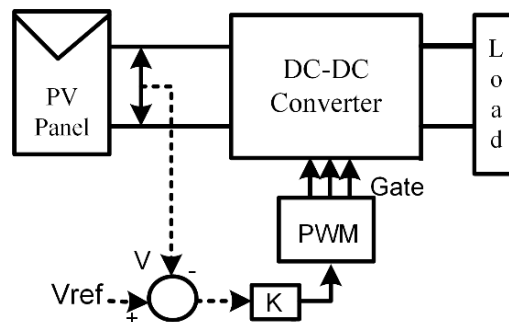 PV
Panel
DC-DC
Converter
L
o
a
d
Gate
PWM
V
-
Vref
+
K